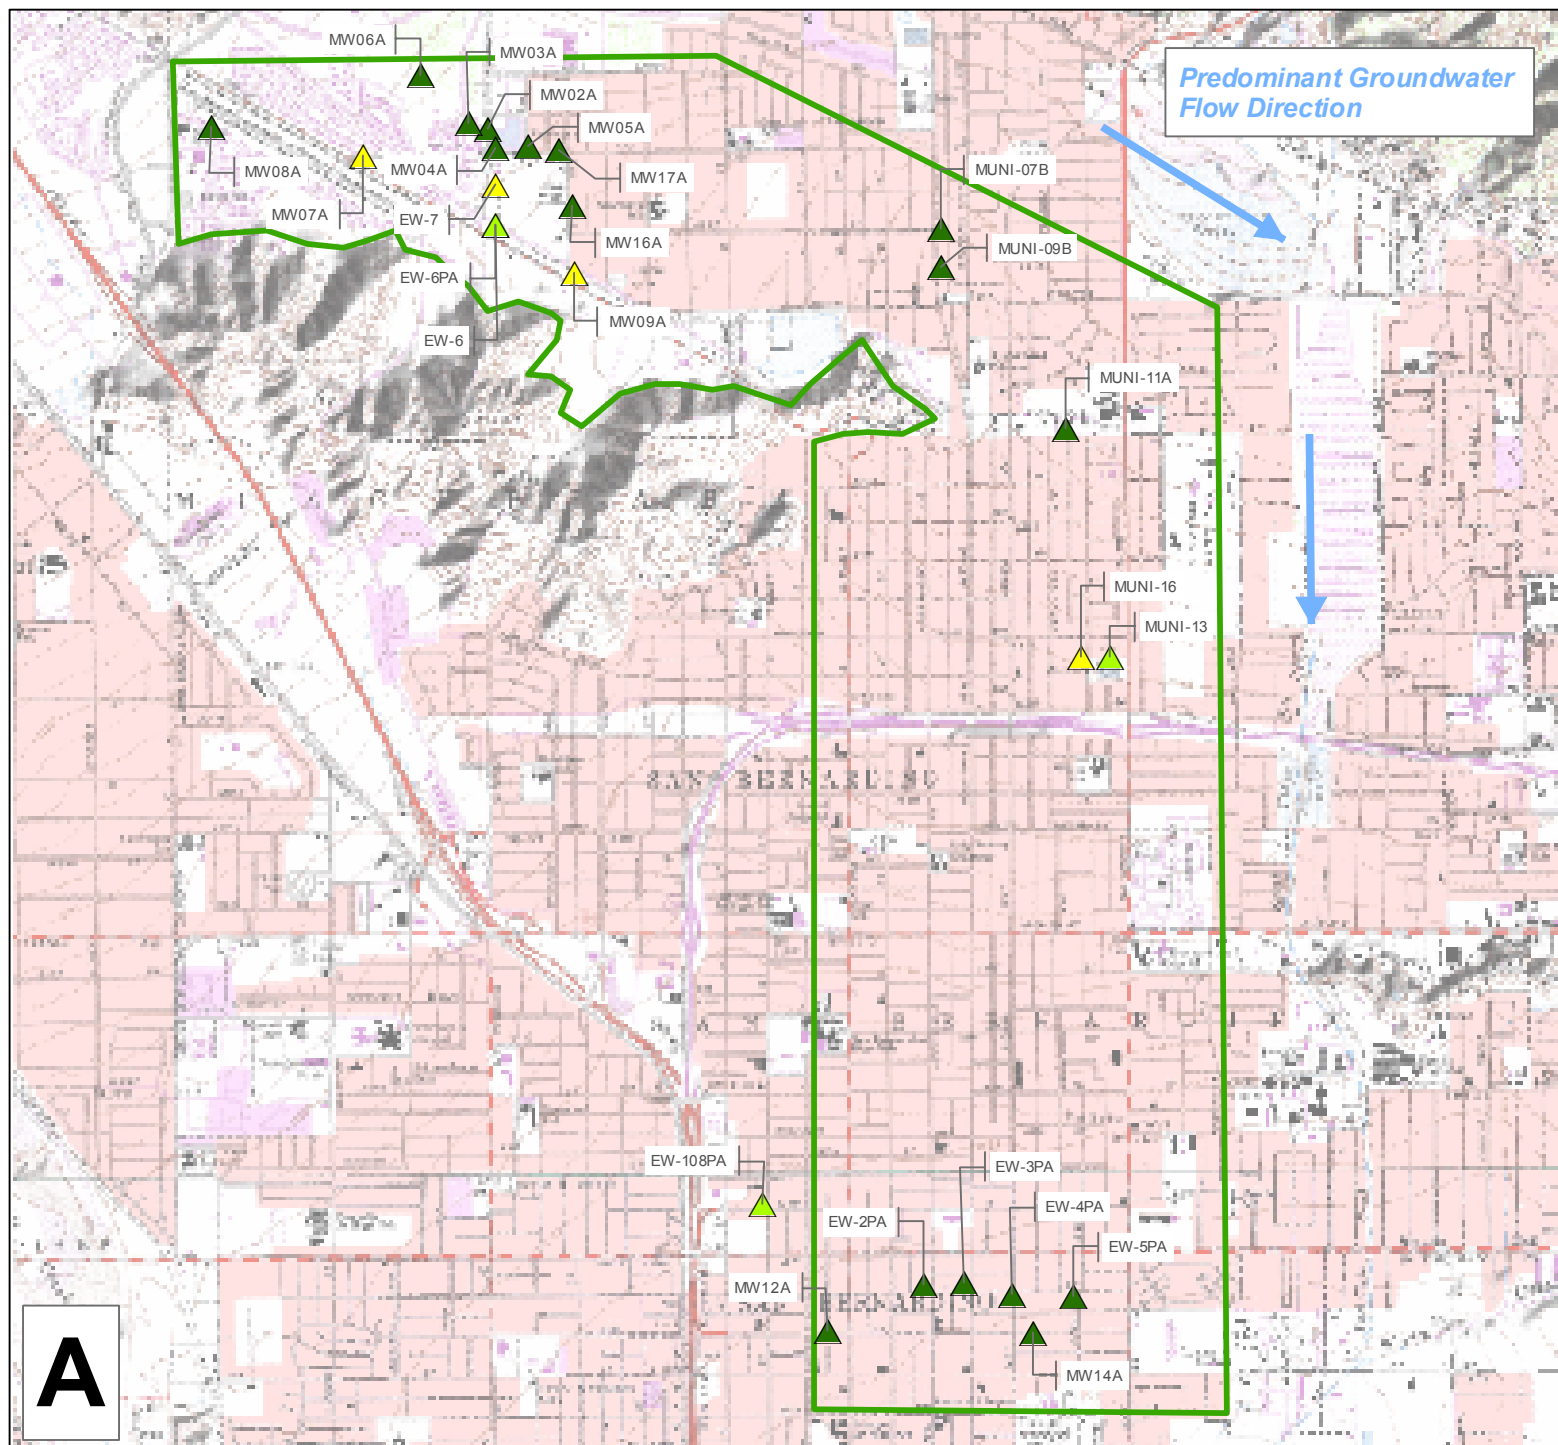 MW06A
MW03A
Predominant Groundwater
Flow Direction
MW02A
MW05A
MW08A
MW04A
MW17A
MUNI-07B
MW07A
EW-7
MW16A
MUNI-09B
EW-6PA
MW09A
EW-6
MUNI-11A
MUNI-16
MUNI-13
SAN BERNARDINO
EW-108PA
EW-3PA
EW-2PA
EW-4PA
EW-5PA
MW12A
MW14A
A